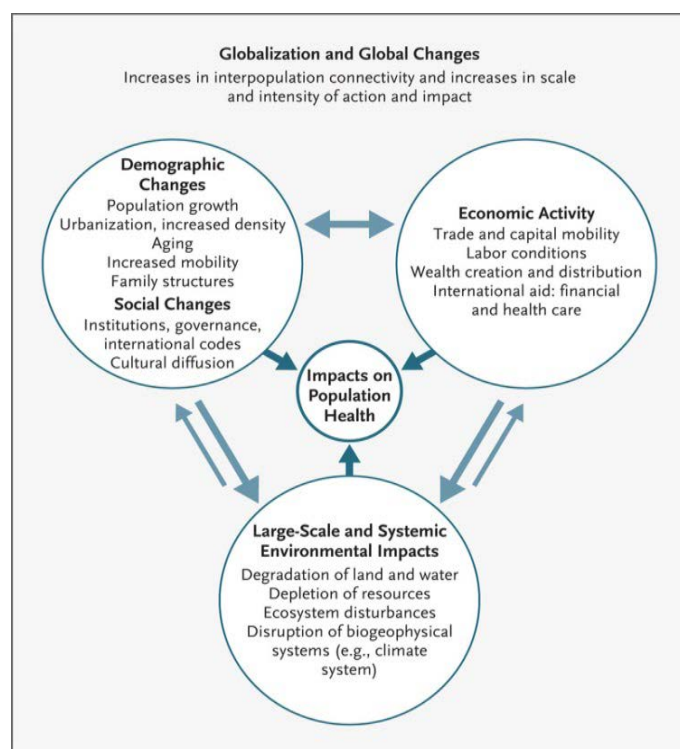 Globalization and Global Changes
Increases in interpopulation connectivity and increases in scale
and intensity of action and impact
Demographic
Changes
Population growth
Urbanization, increased density
Aging
Increased mobility
Family structures
Social Changes
Institutions, governance,
international codes
Cultural diffusion
Economic Activity
Trade and capital mobility
Labor conditions
Wealth creation and distribution
International aid: financial
and health care
Impacts on
Population
Health
Large-Scale and Systemic
Environmental Impacts
Degradation of land and water
Depletion of resources
Ecosystem disturbances
Disruption of biogeophysical
systems (e.g., climate
system)